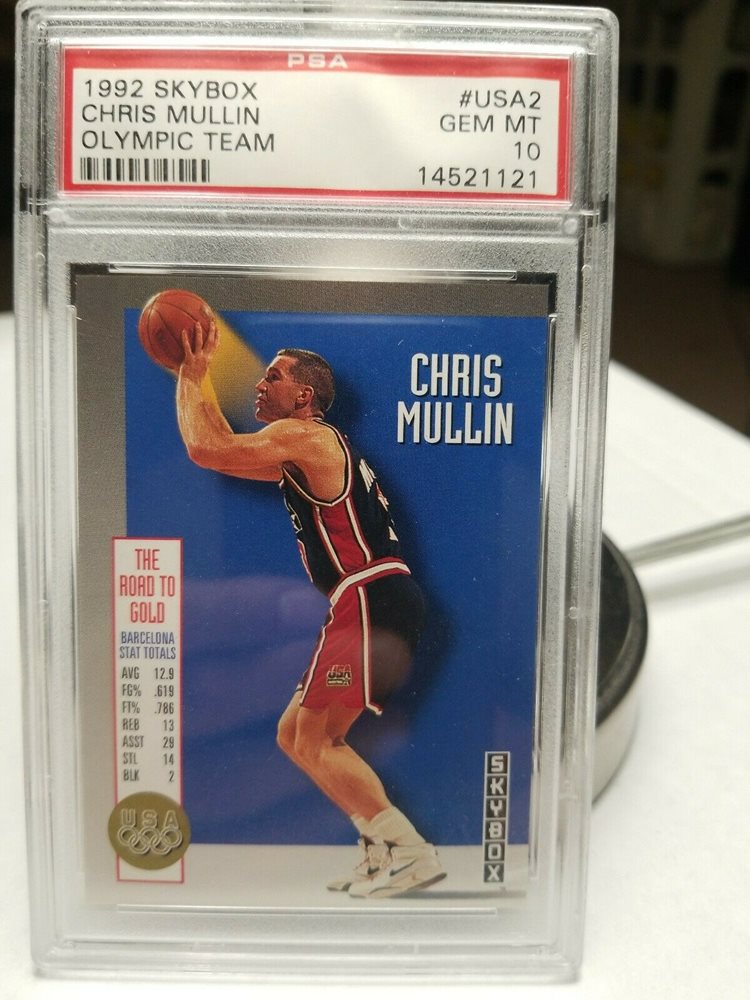 PSA
1992 SKYBOX #USA2
CHRIS MULLIN GEM MT
OLYMPIC TEAM 10
14521121
CHRIS
MULLIN
THE
ROAD TO
GOLD
BARCELONA
STAT TOTALS
AVG 12.9
FG% .619
FT% .786
REB 13
ASST 29
STL 14
BLK 2
USA
USA
SKYBOX